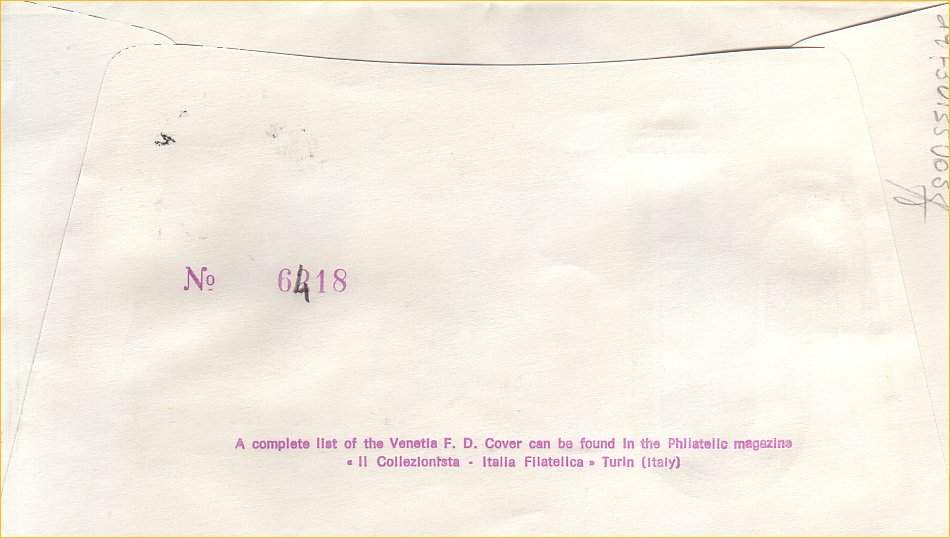 No 6418
A complete list of the Venetia F. D. Cover can be found in the Philatelic magazine
« Il Collezionista - Italia Filatelica » Turin (Italy)